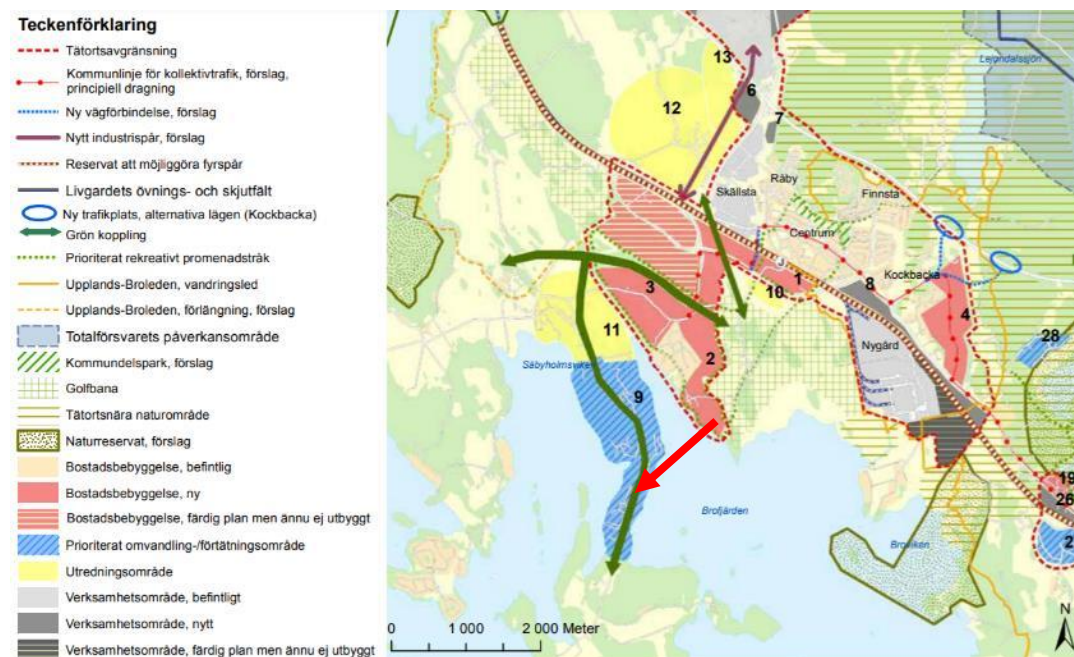 Teckenförklaring
Tätortsavgränsning
Kommunlinje för kollektivtrafik, förslag,
principiell dragning
Ny vägförbindelse, förslag
Nytt industrispår, förslag
Reservat att möjliggöra fyrspår
Livgardets övnings- och skjutfält
Ny trafikplats, alternativa lägen (Kockbacka)
Grön koppling
Prioriterat rekreativt promenadstråk
Upplands-Broleden, vandringsled
Upplands-Broleden, förlängning, förslag
Totalförsvarets påverkansområde
Kommundelspark, förslag
Golfbana
Tätortsnära naturområde
Naturreservat, förslag
Bostadsbebyggelse, befintlig
Bostadsbebyggelse, ny
Bostadsbebyggelse, färdig plan men ännu ej utbyggt
Prioriterat omvandling-/förtätningsområde
Utredningsområde
Verksamhetsområde, befintligt
Verksamhetsområde, nytt
Verksamhetsområde, färdig plan men ännu ej utbyggt
13
Lejondalssjön
12
6
7
Råby
Skällsta
Finnsta
Centrum
Kockbacka
3
1
8
10
4
11
28
2
Nygård
Säbyholmsviken
9
19
26
Brofjärden
2
Broviken
N
0 1 000 2 000 Meter